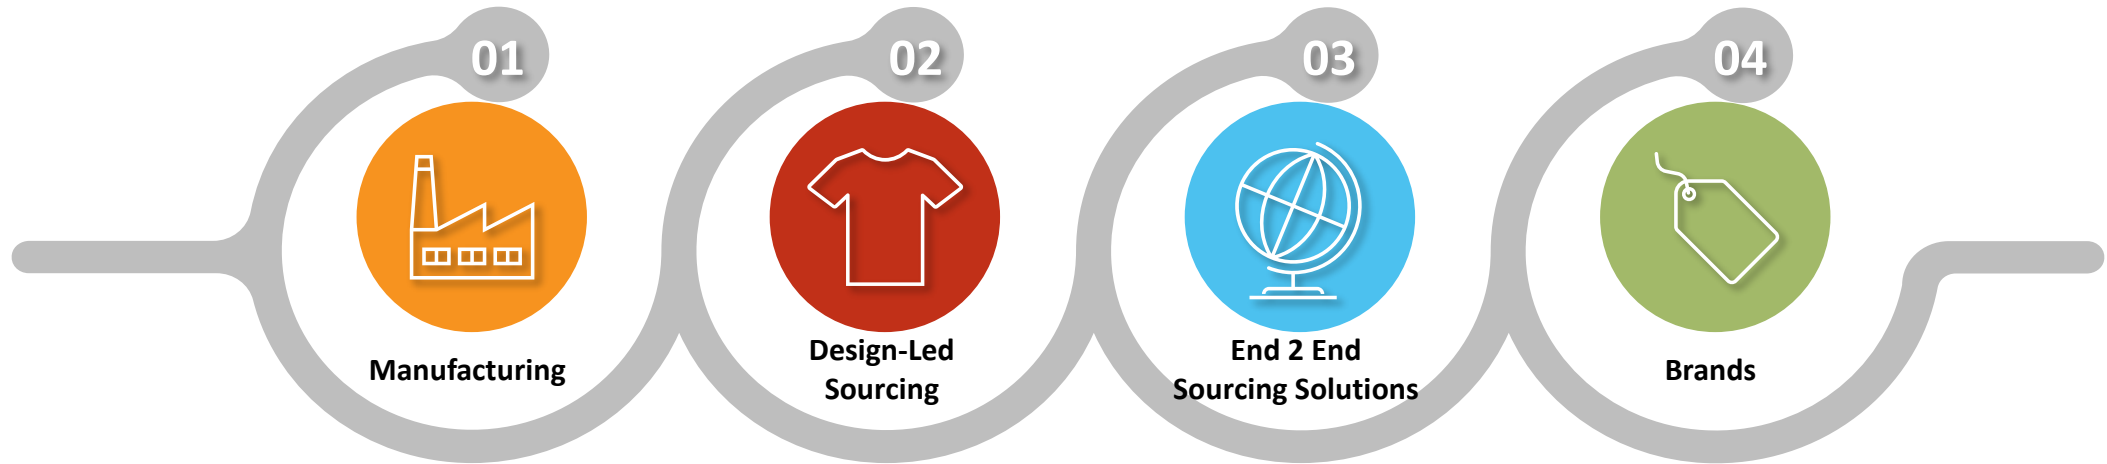 01
02
03
04
Manufacturing
Design-Led
Sourcing
End 2 End
Sourcing Solutions
Brands